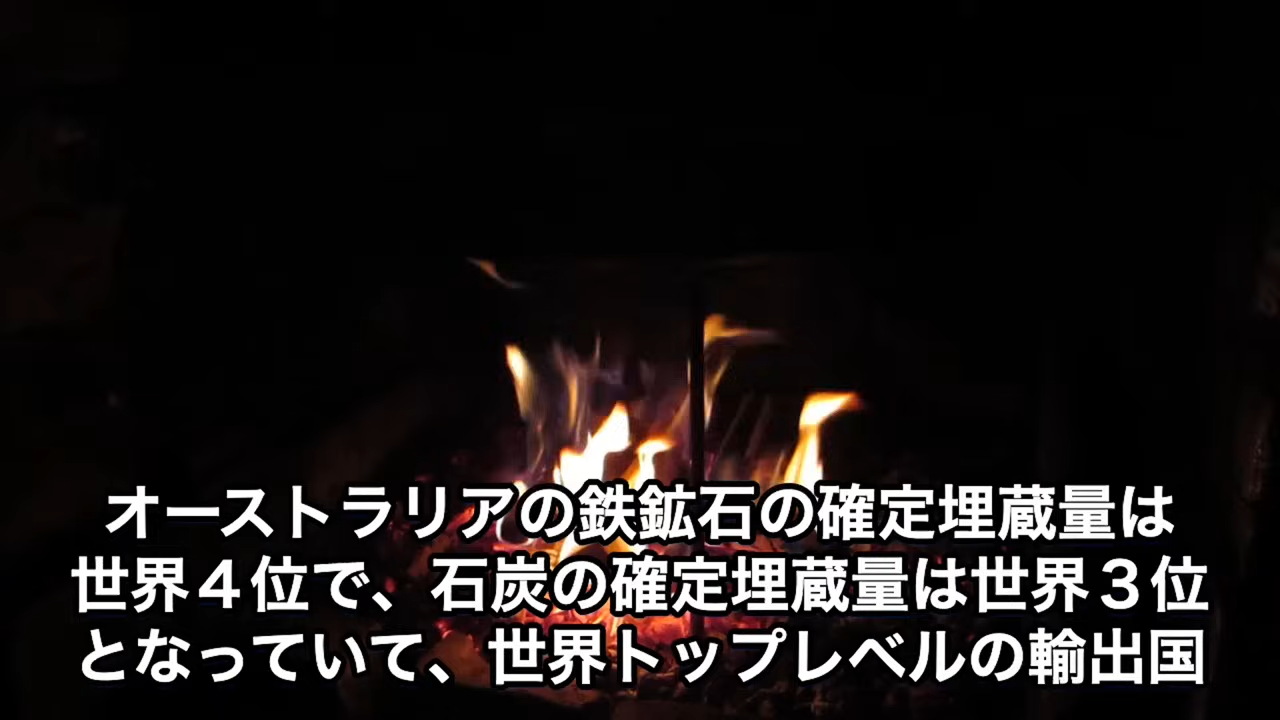 オーストラリアの鉄鉱石の確定埋蔵量は
世界４位で、石炭の確定埋蔵量は世界３位
となっていて、世界トップレベルの輸出国